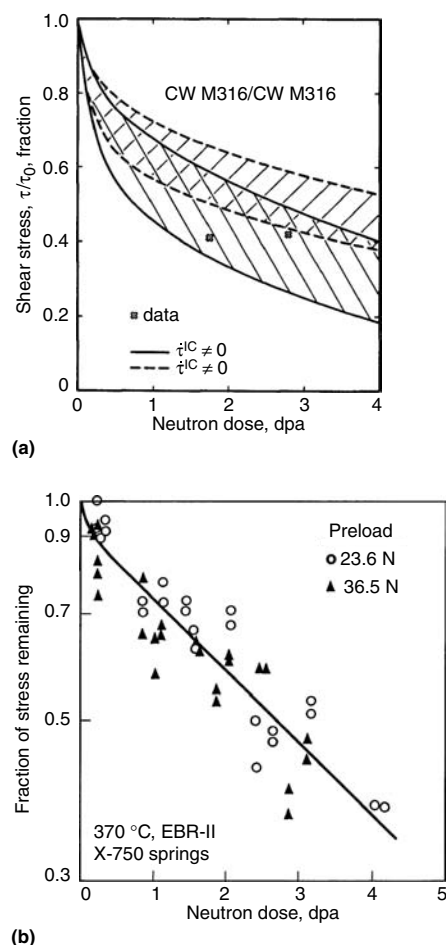 1.0
0.8
0.6
0.4
0.2
0
Shear stress, τ/τ₀, fraction
CW M316/CW M316
data
τ̇ᴵᶜ ≠ 0
τ̇ᴵᶜ ≠ 0
0 1 2 3 4
Neutron dose, dpa
(a)
1.0
0.9
0.7
0.5
0.3
Fraction of stress remaining
Preload
23.6 N
36.5 N
370 °C, EBR-II
X-750 springs
0 1 2 3 4 5
Neutron dose, dpa
(b)